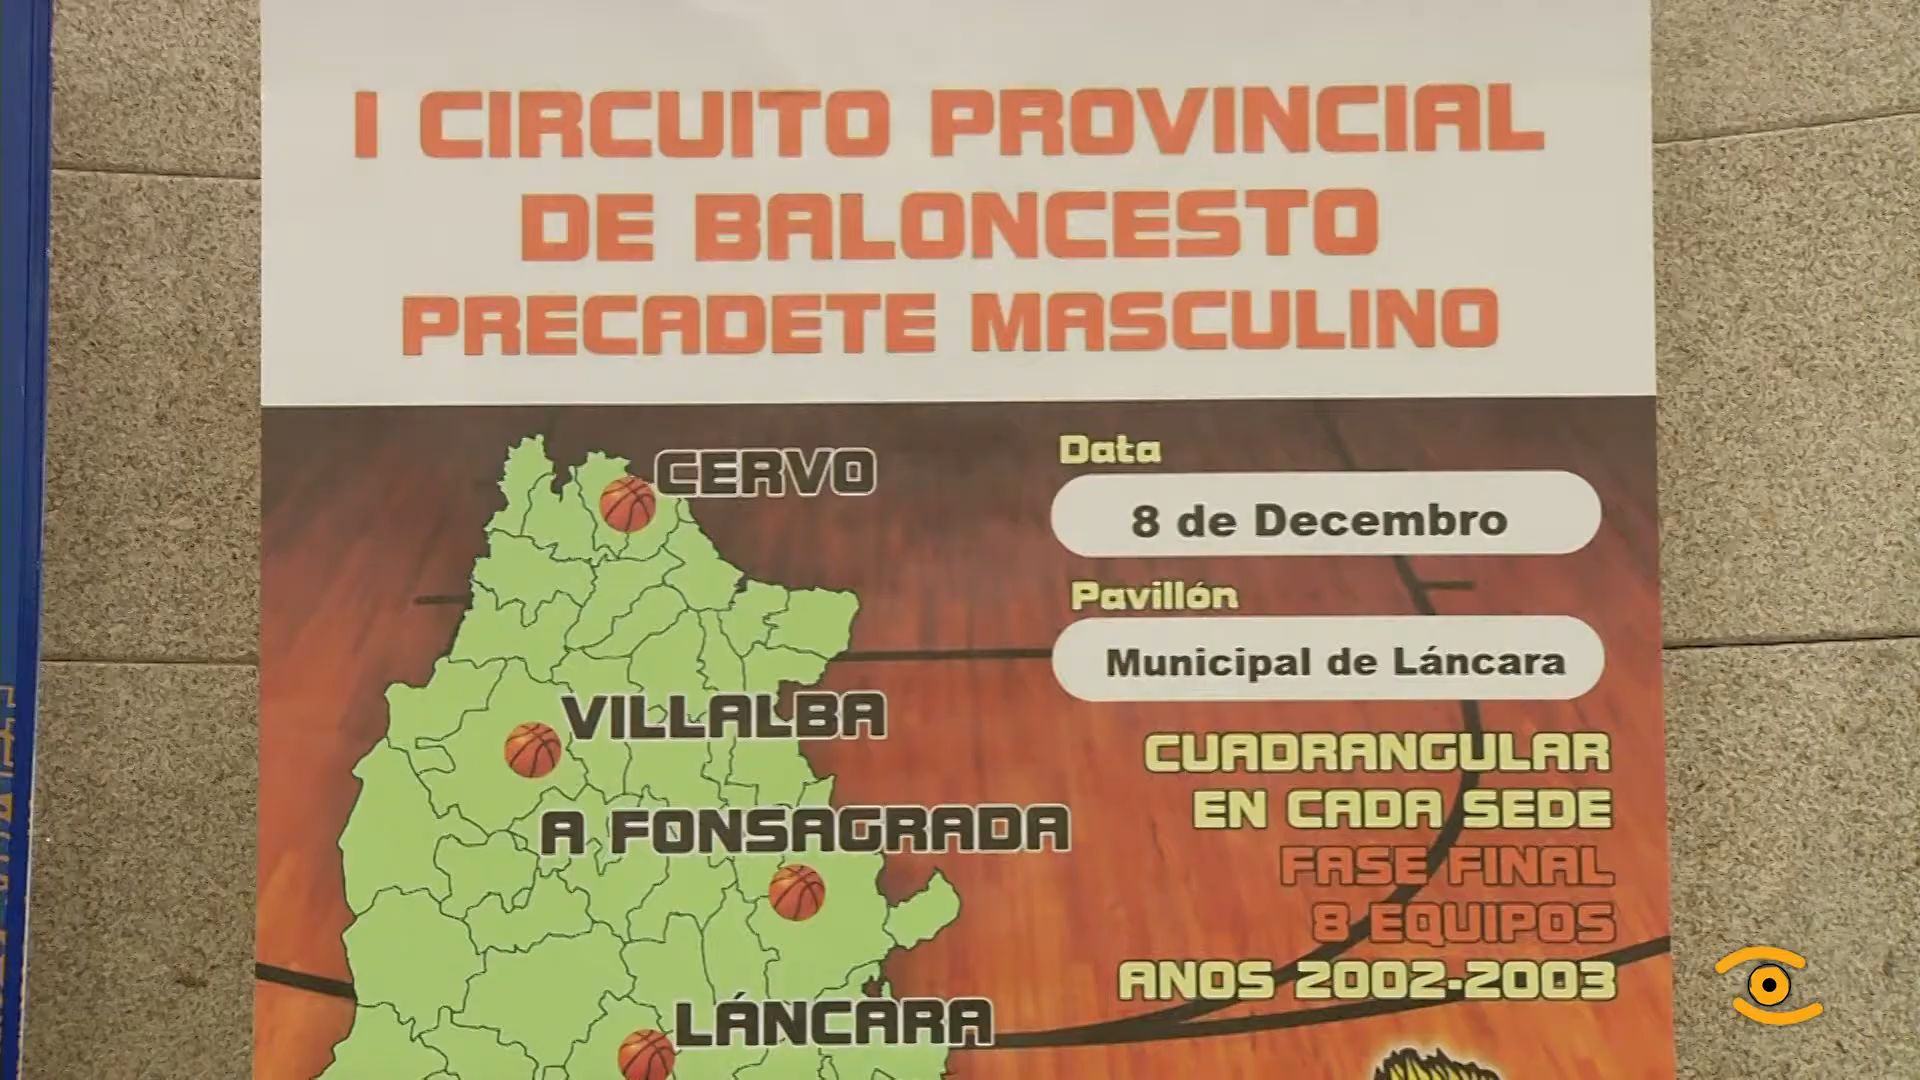 I CIRCUITO PROVINCIAL
DE BALONCESTO
PRECADETE MASCULINO
CERVO
Data
8 de Decembro
Pavillón
Municipal de Láncara
VILLALBA
CUADRANGULAR
EN CADA SEDE
A FONSAGRADA
FASE FINAL
8 EQUIPOS
ANOS 2002-2003
LÁNCARA